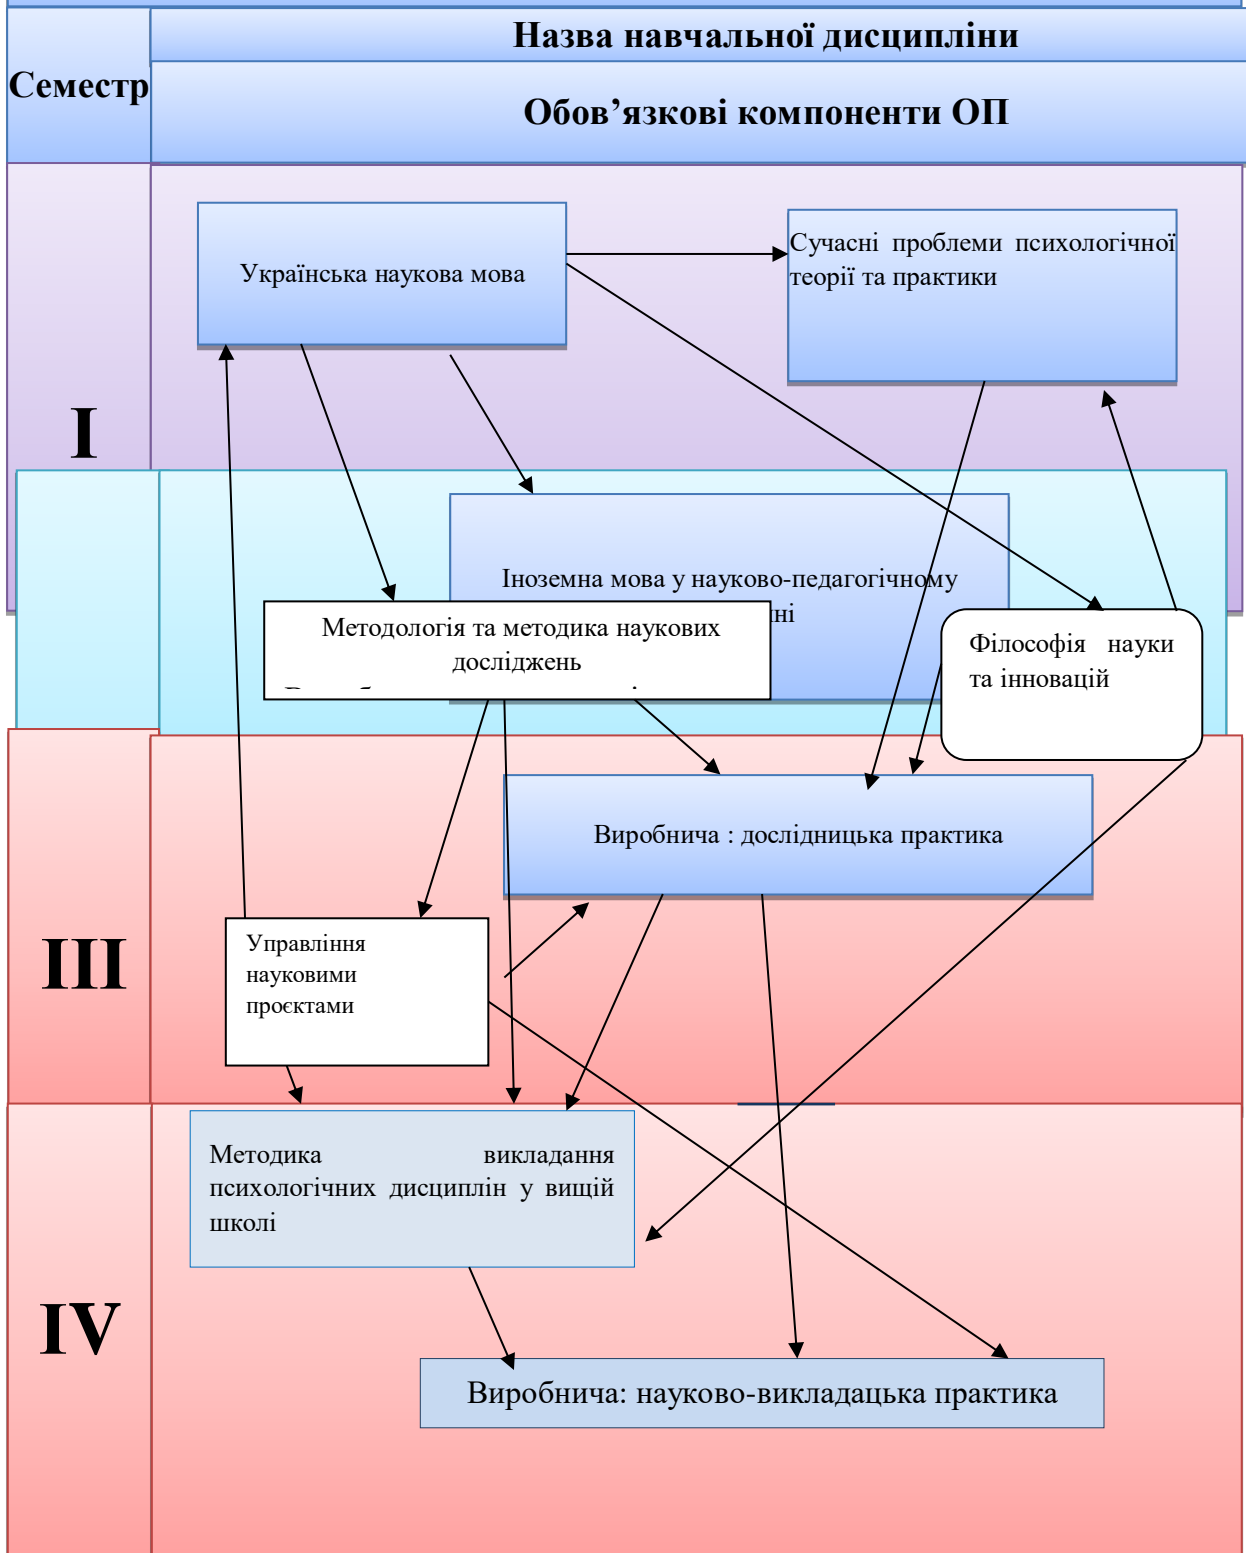 Назва навчальної дисципліни
Семестр
Обов’язкові компоненти ОП
I
Українська наукова мова
Сучасні проблеми психологічної
теорії та практики
Іноземна мова у науково-педагогічному
Методологія та методика наукових
досліджень
Філософія науки
та інновацій
III
Виробнича : дослідницька практика
Управління
науковими
проєктами
IV
Методика викладання
психологічних дисциплін у вищій
школі
Виробнича: науково-викладацька практика